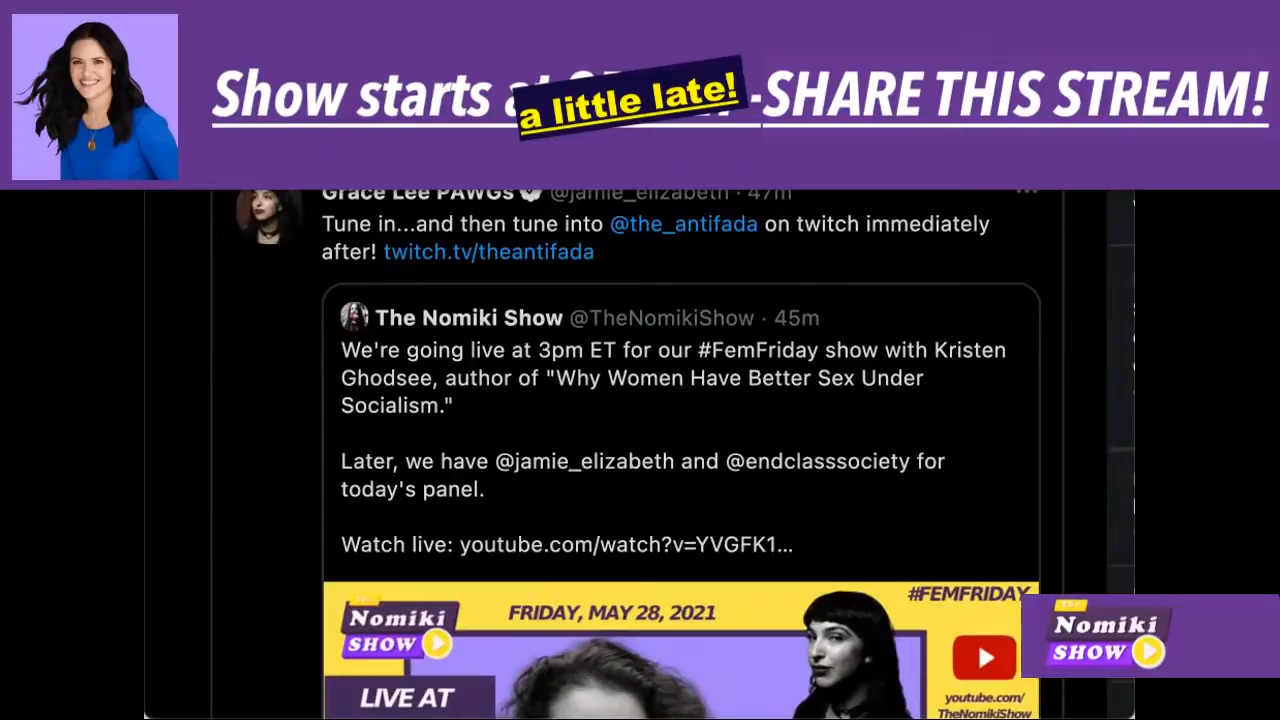 Show starts a
a little late!
-SHARE THIS STREAM!
Grace Lee PAWGs @jamie_elizabeth · 47m
Tune in...and then tune into @the_antifada on twitch immediately
after! twitch.tv/theantifada
The Nomiki Show @TheNomikiShow · 45m
We're going live at 3pm ET for our #FemFriday show with Kristen
Ghodsee, author of "Why Women Have Better Sex Under
Socialism."
Later, we have @jamie_elizabeth and @endclasssociety for
today's panel.
Watch live: youtube.com/watch?v=YVGFK1...
The
Nomiki
SHOW
FRIDAY, MAY 28, 2021
#FEMFRIDAY
LIVE AT
youtube.com/
TheNomikiShow
The
Nomiki
SHOW